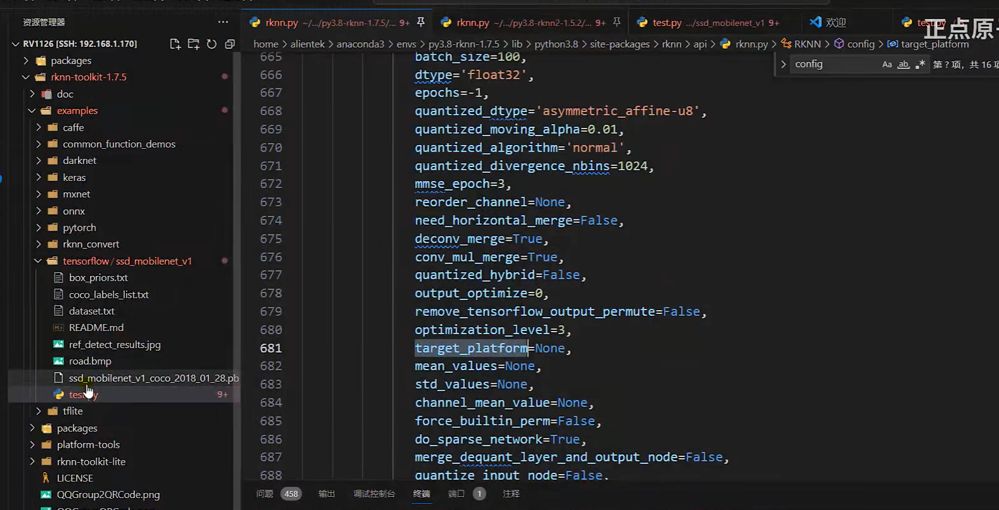 资源管理器
RV1126 [SSH: 192.168.1.170]
packages
rknn-toolkit-1.7.5
doc
examples
caffe
common_function_demos
darknet
keras
mxnet
onnx
pytorch
rknn_convert
tensorflow / ssd_mobilenet_v1
box_priors.txt
coco_labels_list.txt
dataset.txt
README.md
ref_detect_results.jpg
road.bmp
ssd_mobilenet_v1_coco_2018_01_28.pb
test.py 9+
tflite
packages
platform-tools
rknn-toolkit-lite
LICENSE
QQGroup2QRCode.png
rknn.py ~/.../py3.8-rknn-1.7.5/... 9+
rknn.py ~/.../py3.8-rknn2-1.5.2/... 9+
test.py .../ssd_mobilenet_v1 9+
欢迎
test.py
正点原
home > alientek > anaconda3 > envs > py3.8-rknn-1.7.5 > lib > python3.8 > site-packages > rknn > api > rknn.py > RKNN > config > target_platform
config Aa ab .* 第 ? 项，共 16 项
665 batch_size=100,
666 dtype='float32',
667 epochs=-1,
668 quantized_dtype='asymmetric_affine-u8',
669 quantized_moving_alpha=0.01,
670 quantized_algorithm='normal',
671 quantized_divergence_nbins=1024,
672 mmse_epoch=3,
673 reorder_channel=None,
674 need_horizontal_merge=False,
675 deconv_merge=True,
676 conv_mul_merge=True,
677 quantized_hybrid=False,
678 output_optimize=0,
679 remove_tensorflow_output_permute=False,
680 optimization_level=3,
681 target_platform=None,
682 mean_values=None,
683 std_values=None,
684 channel_mean_value=None,
685 force_builtin_perm=False,
686 do_sparse_network=True,
687 merge_dequant_layer_and_output_node=False,
688 quantize_input_node=False,
问题 458 输出 调试控制台 终端 端口 1 注释